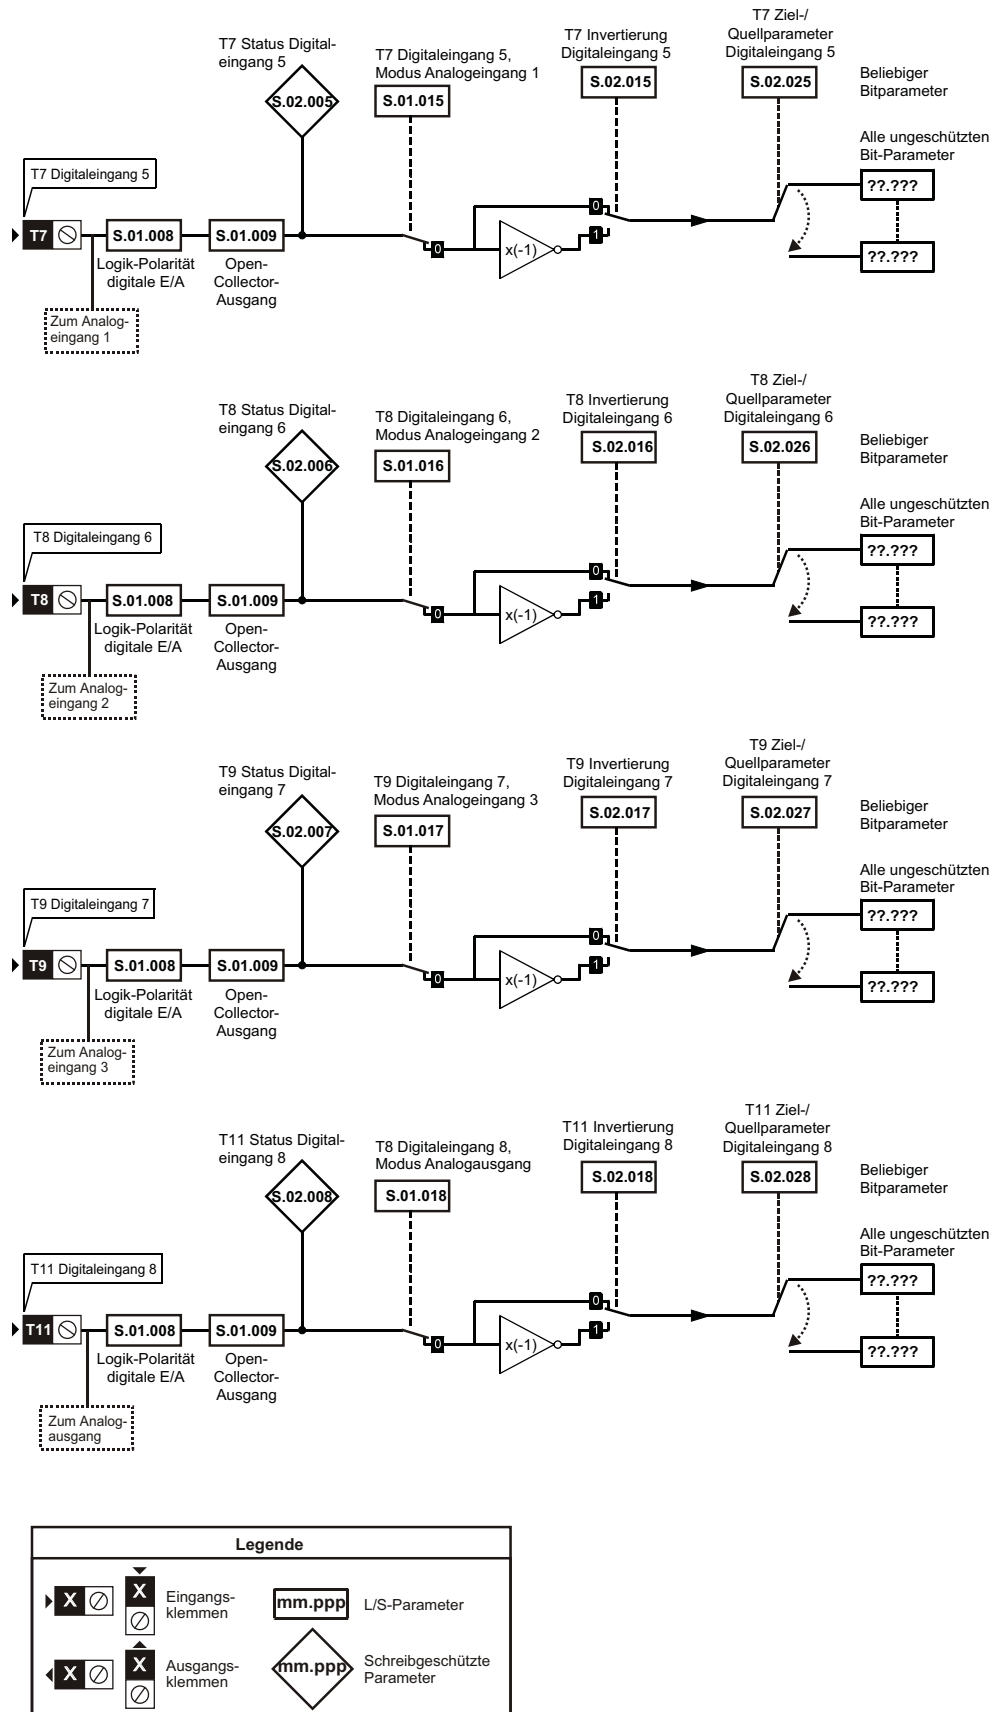 T7 Status Digital-
eingang 5
S.02.005
T7 Digitaleingang 5,
Modus Analogeingang 1
S.01.015
T7 Invertierung
Digitaleingang 5
S.02.015
T7 Ziel-/
Quellparameter
Digitaleingang 5
S.02.025
Beliebiger
Bitparameter
Alle ungeschützten
Bit-Parameter
??.???
??.???
T7 Digitaleingang 5
T7
S.01.008
Logik-Polarität
digitale E/A
S.01.009
Open-
Collector-
Ausgang
0
x(-1)
0
1
Zum Analog-
eingang 1
T8 Status Digital-
eingang 6
S.02.006
T8 Digitaleingang 6,
Modus Analogeingang 2
S.01.016
T8 Invertierung
Digitaleingang 6
S.02.016
T8 Ziel-/
Quellparameter
Digitaleingang 6
S.02.026
Beliebiger
Bitparameter
Alle ungeschützten
Bit-Parameter
??.???
??.???
T8 Digitaleingang 6
T8
S.01.008
Logik-Polarität
digitale E/A
S.01.009
Open-
Collector-
Ausgang
0
x(-1)
0
1
Zum Analog-
eingang 2
T9 Status Digital-
eingang 7
S.02.007
T9 Digitaleingang 7,
Modus Analogeingang 3
S.01.017
T9 Invertierung
Digitaleingang 7
S.02.017
T9 Ziel-/
Quellparameter
Digitaleingang 7
S.02.027
Beliebiger
Bitparameter
Alle ungeschützten
Bit-Parameter
??.???
??.???
T9 Digitaleingang 7
T9
S.01.008
Logik-Polarität
digitale E/A
S.01.009
Open-
Collector-
Ausgang
0
x(-1)
0
1
Zum Analog-
eingang 3
T11 Status Digital-
eingang 8
S.02.008
T8 Digitaleingang 8,
Modus Analogausgang
S.01.018
T11 Invertierung
Digitaleingang 8
S.02.018
T11 Ziel-/
Quellparameter
Digitaleingang 8
S.02.028
Beliebiger
Bitparameter
Alle ungeschützten
Bit-Parameter
??.???
??.???
T11 Digitaleingang 8
T11
S.01.008
Logik-Polarität
digitale E/A
S.01.009
Open-
Collector-
Ausgang
0
x(-1)
0
1
Zum Analog-
ausgang
Legende
X
X
Eingangs-
klemmen
mm.ppp
L/S-Parameter
X
X
Ausgangs-
klemmen
mm.ppp
Schreibgeschützte
Parameter